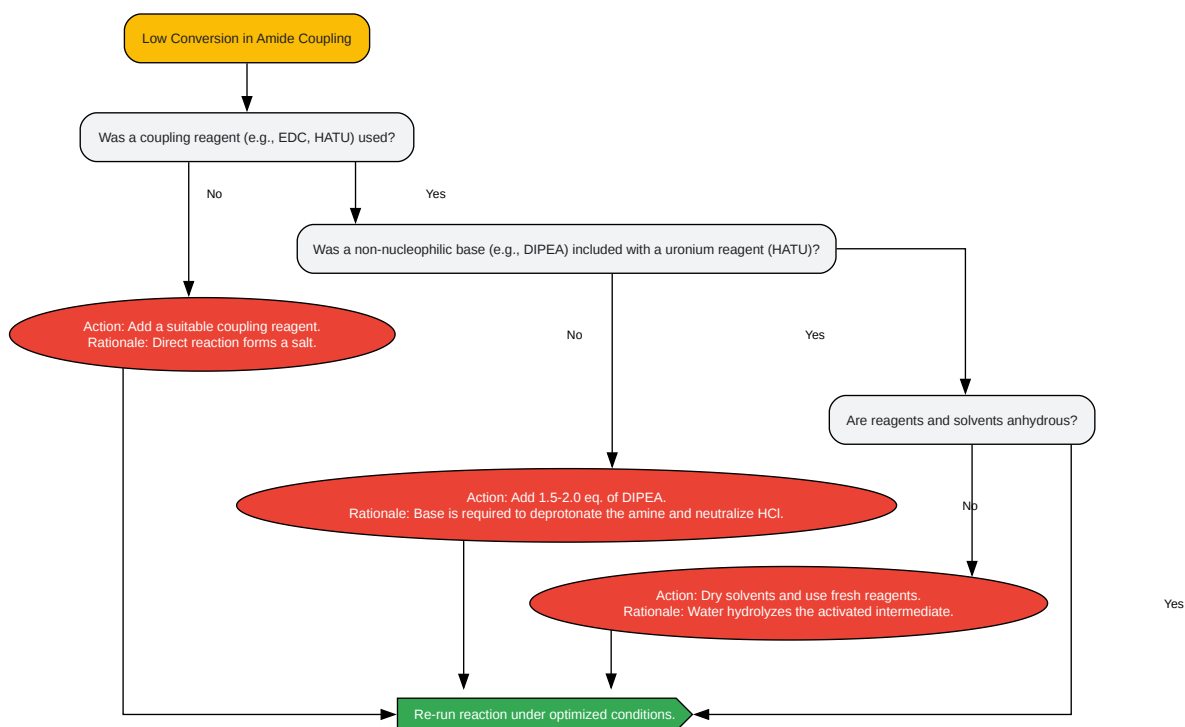 Low Conversion in Amide Coupling
Was a coupling reagent (e.g., EDC, HATU) used?
No
Yes
Was a non-nucleophilic base (e.g., DIPEA) included with a uronium reagent (HATU)?
Action: Add a suitable coupling reagent.
Rationale: Direct reaction forms a salt.
No
Yes
Are reagents and solvents anhydrous?
Action: Add 1.5-2.0 eq. of DIPEA.
Rationale: Base is required to deprotonate the amine and neutralize HCl.
No
Action: Dry solvents and use fresh reagents.
Rationale: Water hydrolyzes the activated intermediate.
Yes
Re-run reaction under optimized conditions.